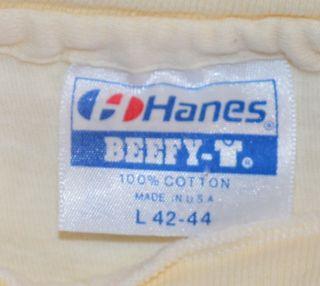 Hanes®
BEEFY-T®
100% COTTON
MADE IN U.S.A
L 42-44